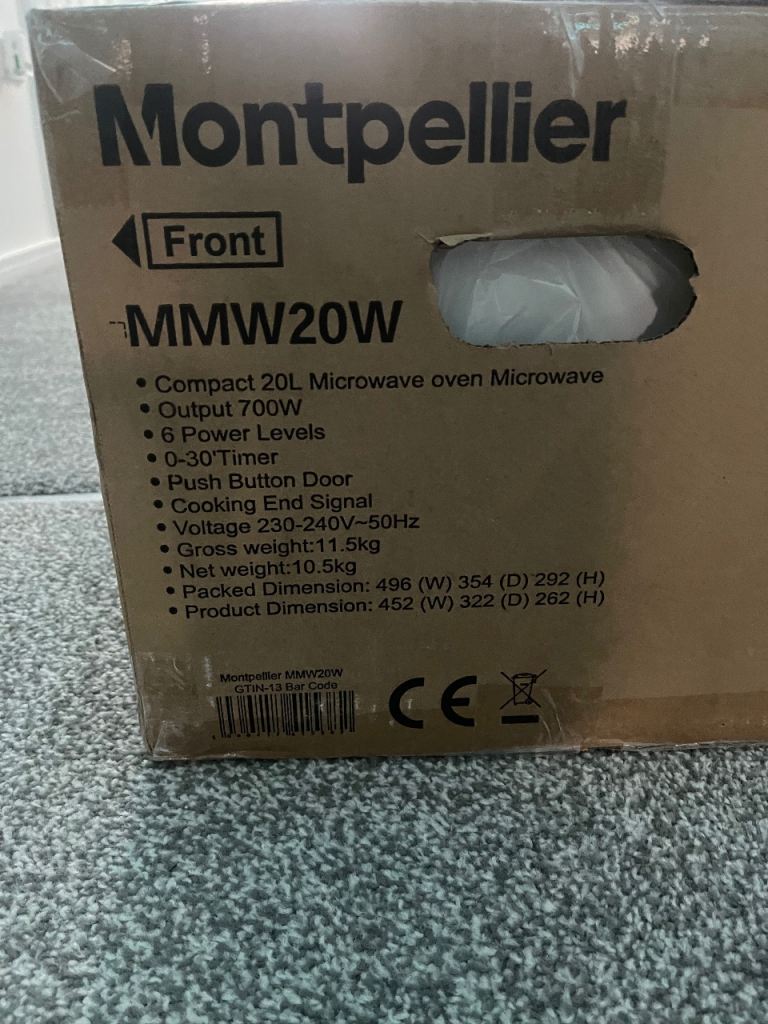 Montpellier
Front
MMW20W
• Compact 20L Microwave oven Microwave
• Output 700W
• 6 Power Levels
• 0-30'Timer
• Push Button Door
• Cooking End Signal
• Voltage 230-240V~50Hz
• Gross weight:11.5kg
• Net weight:10.5kg
• Packed Dimension: 496 (W) 354 (D) 292 (H)
• Product Dimension: 452 (W) 322 (D) 262 (H)
Montpellier MMW20W
GTIN-13 Bar Code
CE